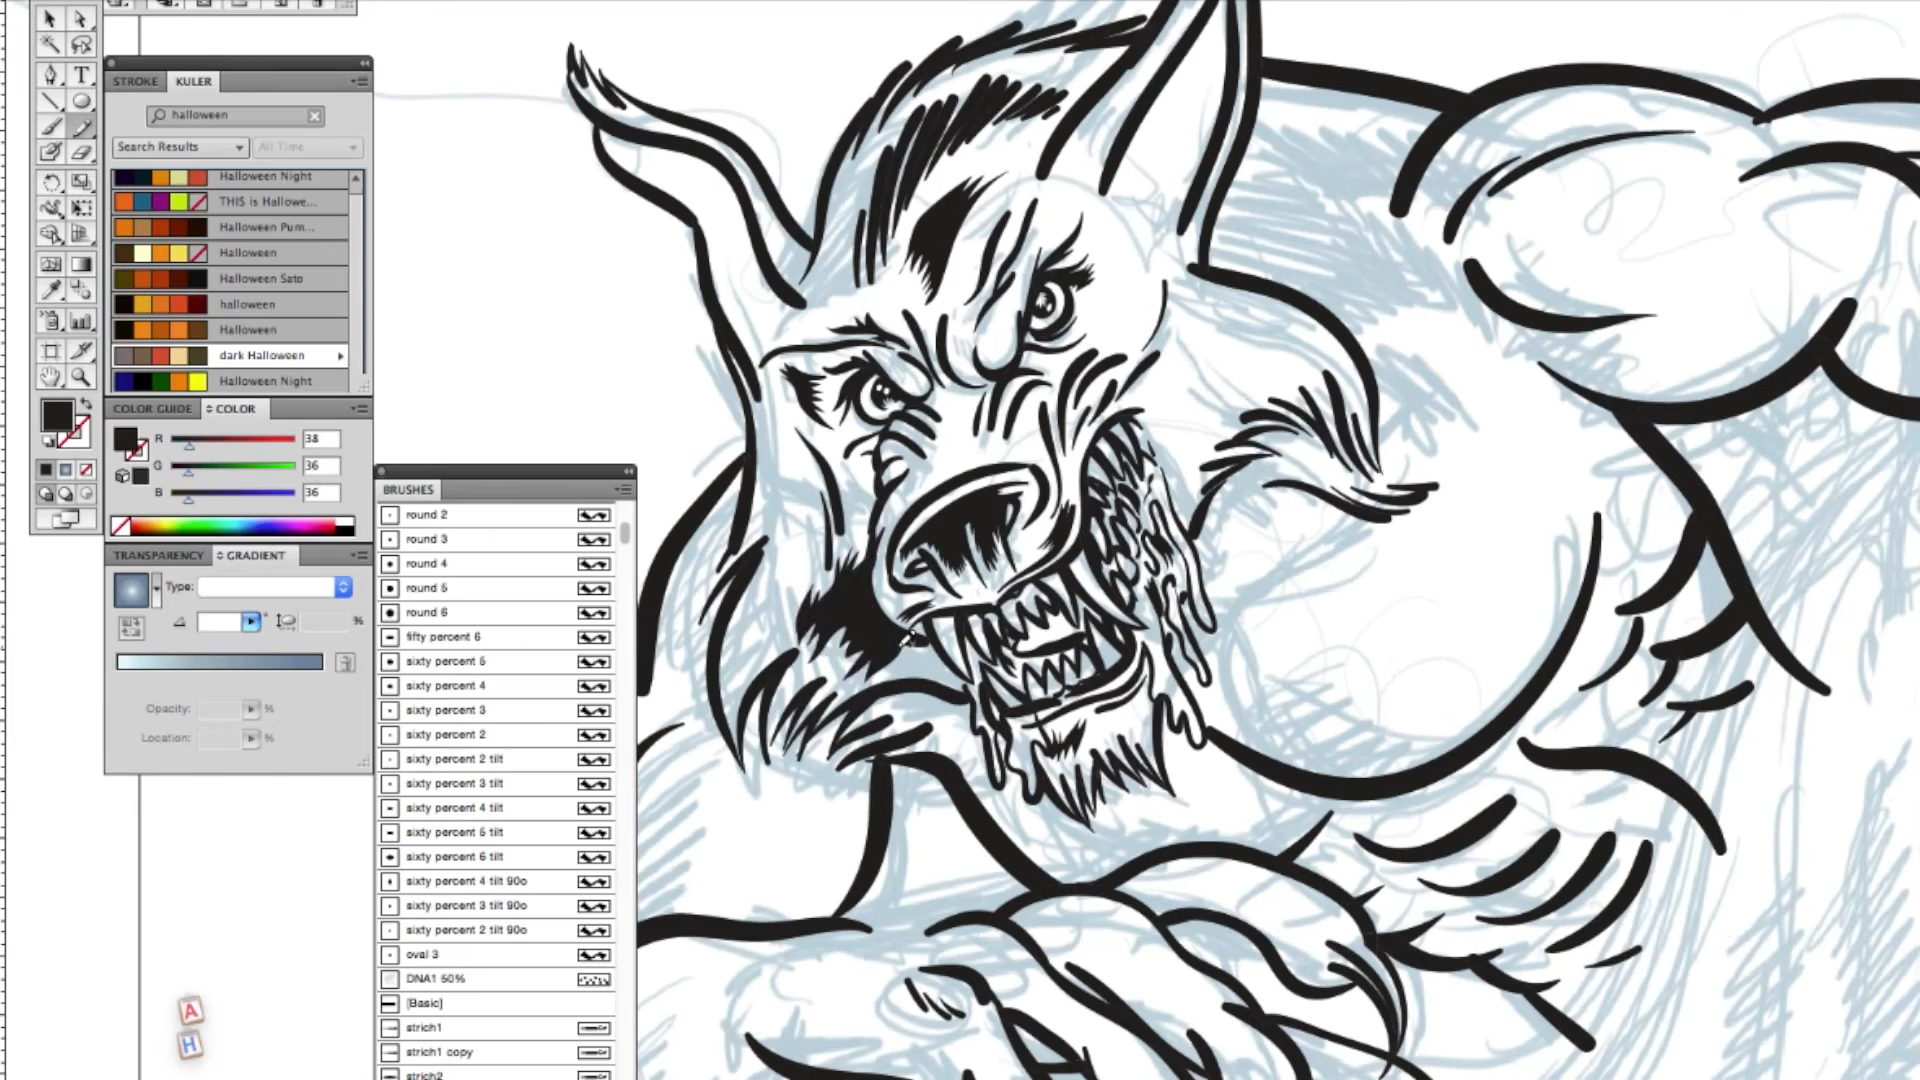 T
STROKE KULER
halloween
Search Results All Time
Halloween Night
THIS is Hallowe...
Halloween Pum...
Halloween
Halloween Sato
halloween
Halloween
dark Halloween
Halloween Night
COLOR GUIDE COLOR
R 38
G 36
B 36
TRANSPARENCY GRADIENT
Type:
°
%
Opacity: %
Location: %
BRUSHES
round 2
round 3
round 4
round 5
round 6
fifty percent 6
sixty percent 5
sixty percent 4
sixty percent 3
sixty percent 2
sixty percent 2 tilt
sixty percent 3 tilt
sixty percent 4 tilt
sixty percent 5 tilt
sixty percent 6 tilt
sixty percent 4 tilt 90o
sixty percent 3 tilt 90o
sixty percent 2 tilt 90o
oval 3
DNA1 50%
[Basic]
strich1
strich1 copy
strich2
A
H